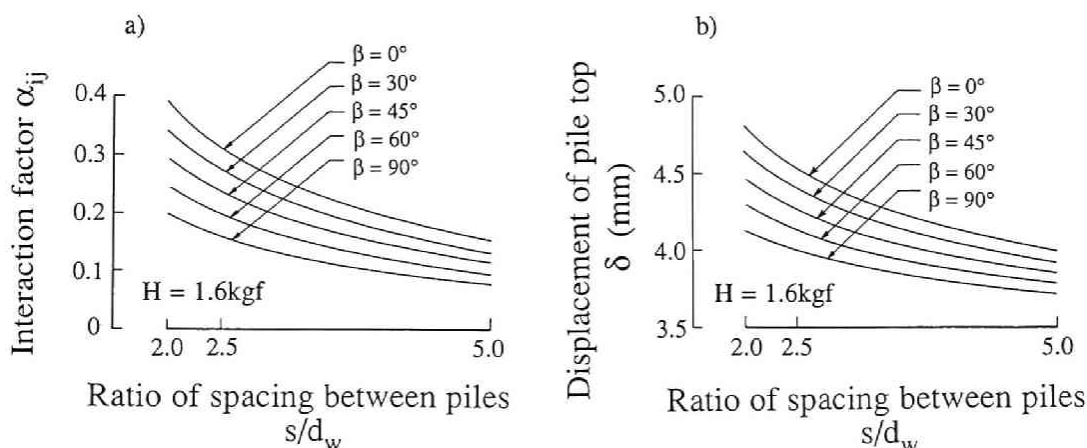 a)
Interaction factor αij
0.4
0.3
0.2
0.1
0
β = 0°
β = 30°
β = 45°
β = 60°
β = 90°
H = 1.6kgf
2.0 2.5 5.0
Ratio of spacing between piles
s/dw
b)
Displacement of pile top
δ (mm)
5.0
4.5
4.0
3.5
β = 0°
β = 30°
β = 45°
β = 60°
β = 90°
H = 1.6kgf
2.0 2.5 5.0
Ratio of spacing between piles
s/dw